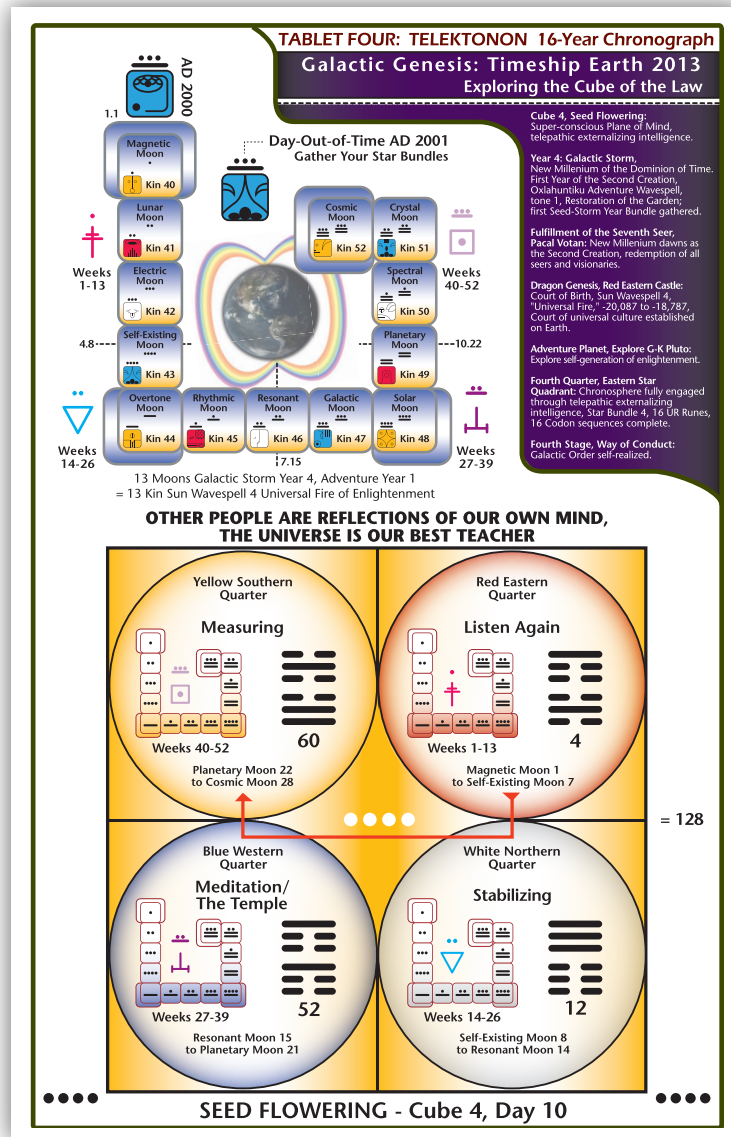 TABLET FOUR: TELEKTONON 16-Year Chronograph
Galactic Genesis: Timeship Earth 2013
Exploring the Cube of the Law
AD 2000
1.1
Magnetic
Moon
Kin 40
Lunar
Moon
Kin 41
Weeks
1-13
Electric
Moon
Kin 42
4.8
Self-Existing
Moon
Kin 43
Overtone
Moon
Kin 44
Rhythmic
Moon
Kin 45
Resonant
Moon
Kin 46
Galactic
Moon
Kin 47
Solar
Moon
Kin 48
Weeks
14-26
7.15
Weeks
27-39
Planetary
Moon
Kin 49
10.22
Spectral
Moon
Kin 50
Crystal
Moon
Kin 51
Cosmic
Moon
Kin 52
Weeks
40-52
Day-Out-of-Time AD 2001
Gather Your Star Bundles
Cube 4, Seed Flowering:
Super-conscious Plane of Mind,
telepathic externalizing intelligence.
Year 4: Galactic Storm,
New Millenium of the Dominion of Time.
First Year of the Second Creation,
Oxlahuntiku Adventure Wavespell,
tone 1, Restoration of the Garden;
first Seed-Storm Year Bundle gathered.
Fulfillment of the Seventh Seer,
Pacal Votan: New Millenium dawns as
the Second Creation, redemption of all
seers and visionaries.
Dragon Genesis, Red Eastern Castle:
Court of Birth, Sun Wavespell 4,
"Universal Fire," -20,087 to -18,787,
Court of universal culture established
on Earth.
Adventure Planet, Explore G-K Pluto:
Explore self-generation of enlightenment.
Fourth Quarter, Eastern Star
Quadrant: Chronosphere fully engaged
through telepathic externalizing
intelligence, Star Bundle 4, 16 UR Runes,
16 Codon sequences complete.
Fourth Stage, Way of Conduct:
Galactic Order self-realized.
13 Moons Galactic Storm Year 4, Adventure Year 1
= 13 Kin Sun Wavespell 4 Universal Fire of Enlightenment
OTHER PEOPLE ARE REFLECTIONS OF OUR OWN MIND,
THE UNIVERSE IS OUR BEST TEACHER
Yellow Southern
Quarter
Measuring
60
Weeks 40-52
Planetary Moon 22
to Cosmic Moon 28
Red Eastern
Quarter
Listen Again
4
Weeks 1-13
Magnetic Moon 1
to Self-Existing Moon 7
= 128
Blue Western
Quarter
Meditation/
The Temple
52
Weeks 27-39
Resonant Moon 15
to Planetary Moon 21
White Northern
Quarter
Stabilizing
12
Weeks 14-26
Self-Existing Moon 8
to Resonant Moon 14
SEED FLOWERING - Cube 4, Day 10